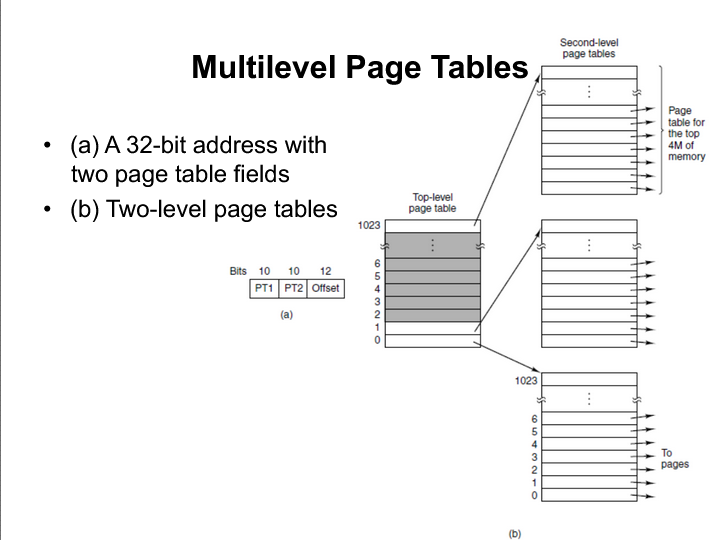 Multilevel Page Tables
• (a) A 32-bit address with
two page table fields
• (b) Two-level page tables
Bits 10 10 12
PT1 PT2 Offset
(a)
Top-level
page table
1023
6
5
4
3
2
1
0
Second-level
page tables
Page
table for
the top
4M of
memory
1023
6
5
4
3
2
1
0
To
pages
(b)